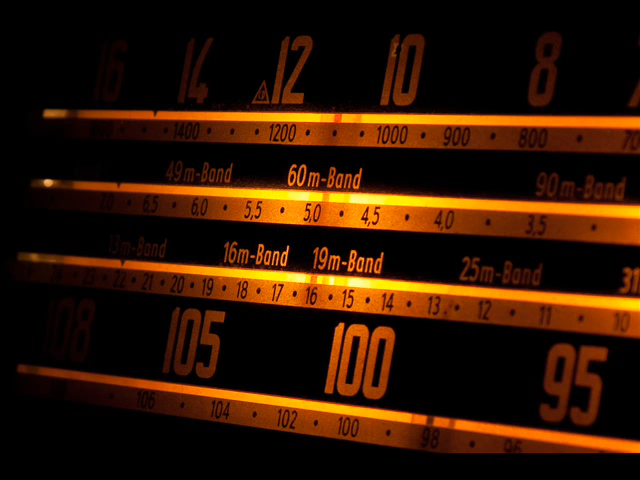 16 14 12 10 8
1400 1200 1000 900 800 70
49m-Band 60m-Band 90m-Band
6,5 6,0 5,5 5,0 4,5 4,0 3,5
13m-Band 16m-Band 19m-Band 25m-Band 31
22 21 20 19 18 17 16 15 14 13 12 11 10
108 105 100 95
106 104 102 100 98 96